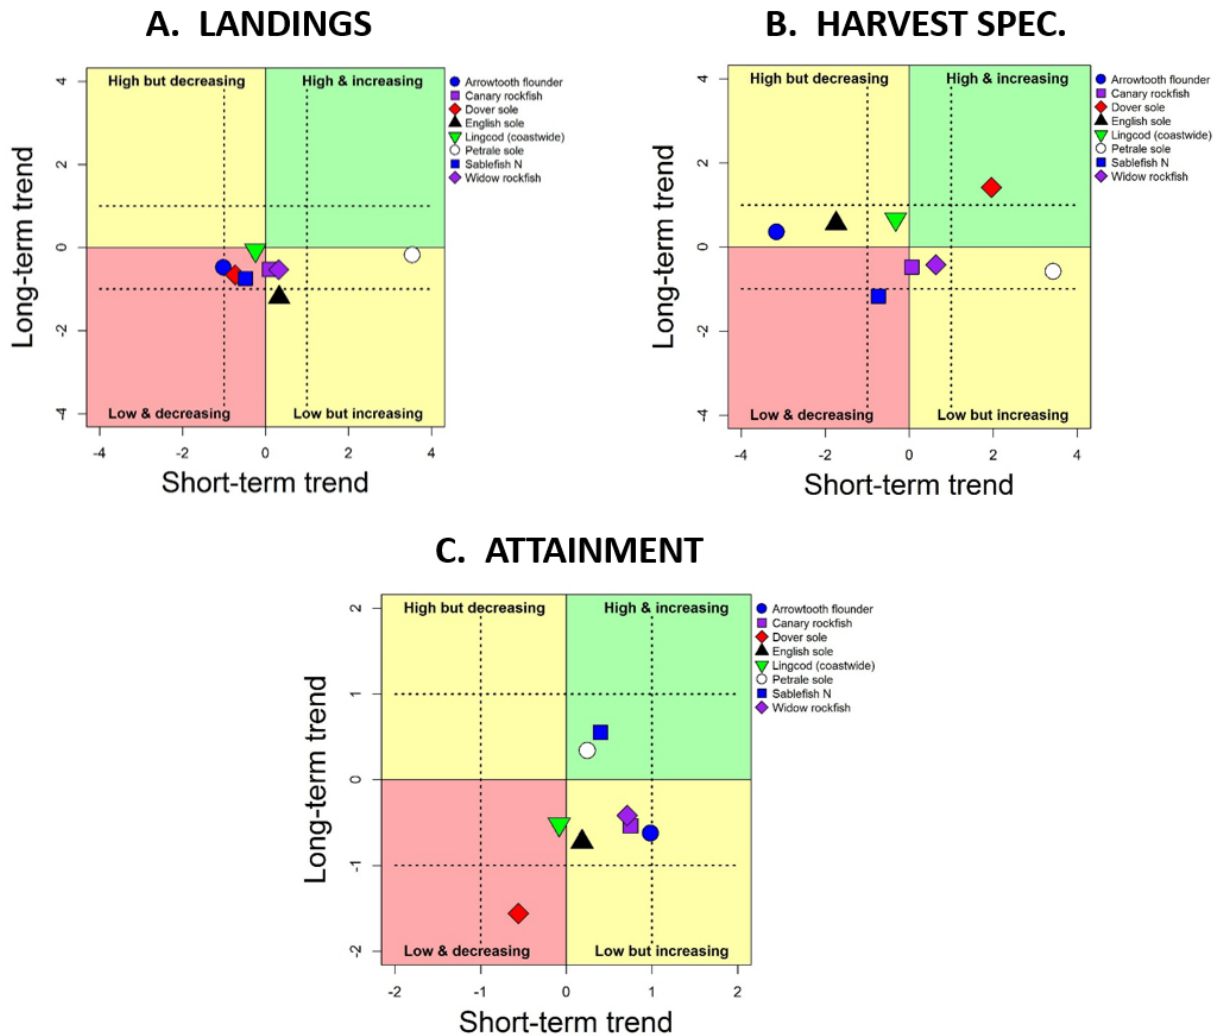 A. LANDINGS
High but decreasing
High & increasing
Low & decreasing
Low but increasing
4
2
0
-2
-4
-4
-2
0
2
4
Long-term trend
Short-term trend
Arrowtooth flounder
Canary rockfish
Dover sole
English sole
Lingcod (coastwide)
Petrale sole
Sablefish N
Widow rockfish
B. HARVEST SPEC.
High but decreasing
High & increasing
Low & decreasing
Low but increasing
4
2
0
-2
-4
-4
-2
0
2
4
Long-term trend
Short-term trend
Arrowtooth flounder
Canary rockfish
Dover sole
English sole
Lingcod (coastwide)
Petrale sole
Sablefish N
Widow rockfish
C. ATTAINMENT
High but decreasing
High & increasing
Low & decreasing
Low but increasing
2
1
0
-1
-2
-2
-1
0
1
2
Long-term trend
Short-term trend
Arrowtooth flounder
Canary rockfish
Dover sole
English sole
Lingcod (coastwide)
Petrale sole
Sablefish N
Widow rockfish